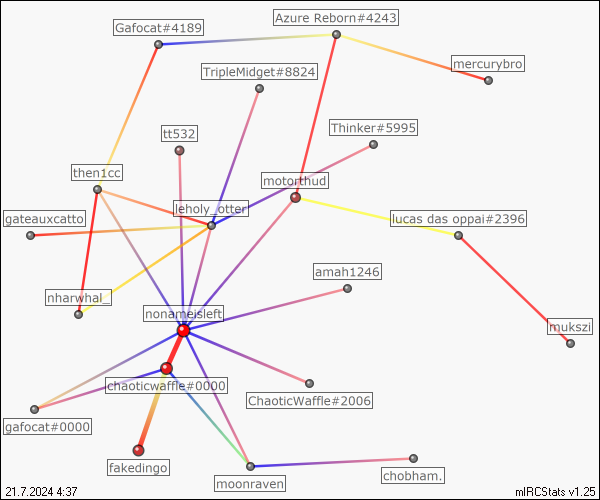 Azure Reborn#4243
Gafocat#4189
mercurybro
TripleMidget#8824
Thinker#5995
tt532
then1cc
motorthud
leholy_otter
gateauxcatto
lucas das oppai#2396
amah1246
nharwhal_
nonameisleft
mukszi
chaoticwaffle#0000
ChaoticWaffle#2006
gafocat#0000
fakedingo
chobham.
moonraven
21.7.2024 4:37
mIRCStats v1.25